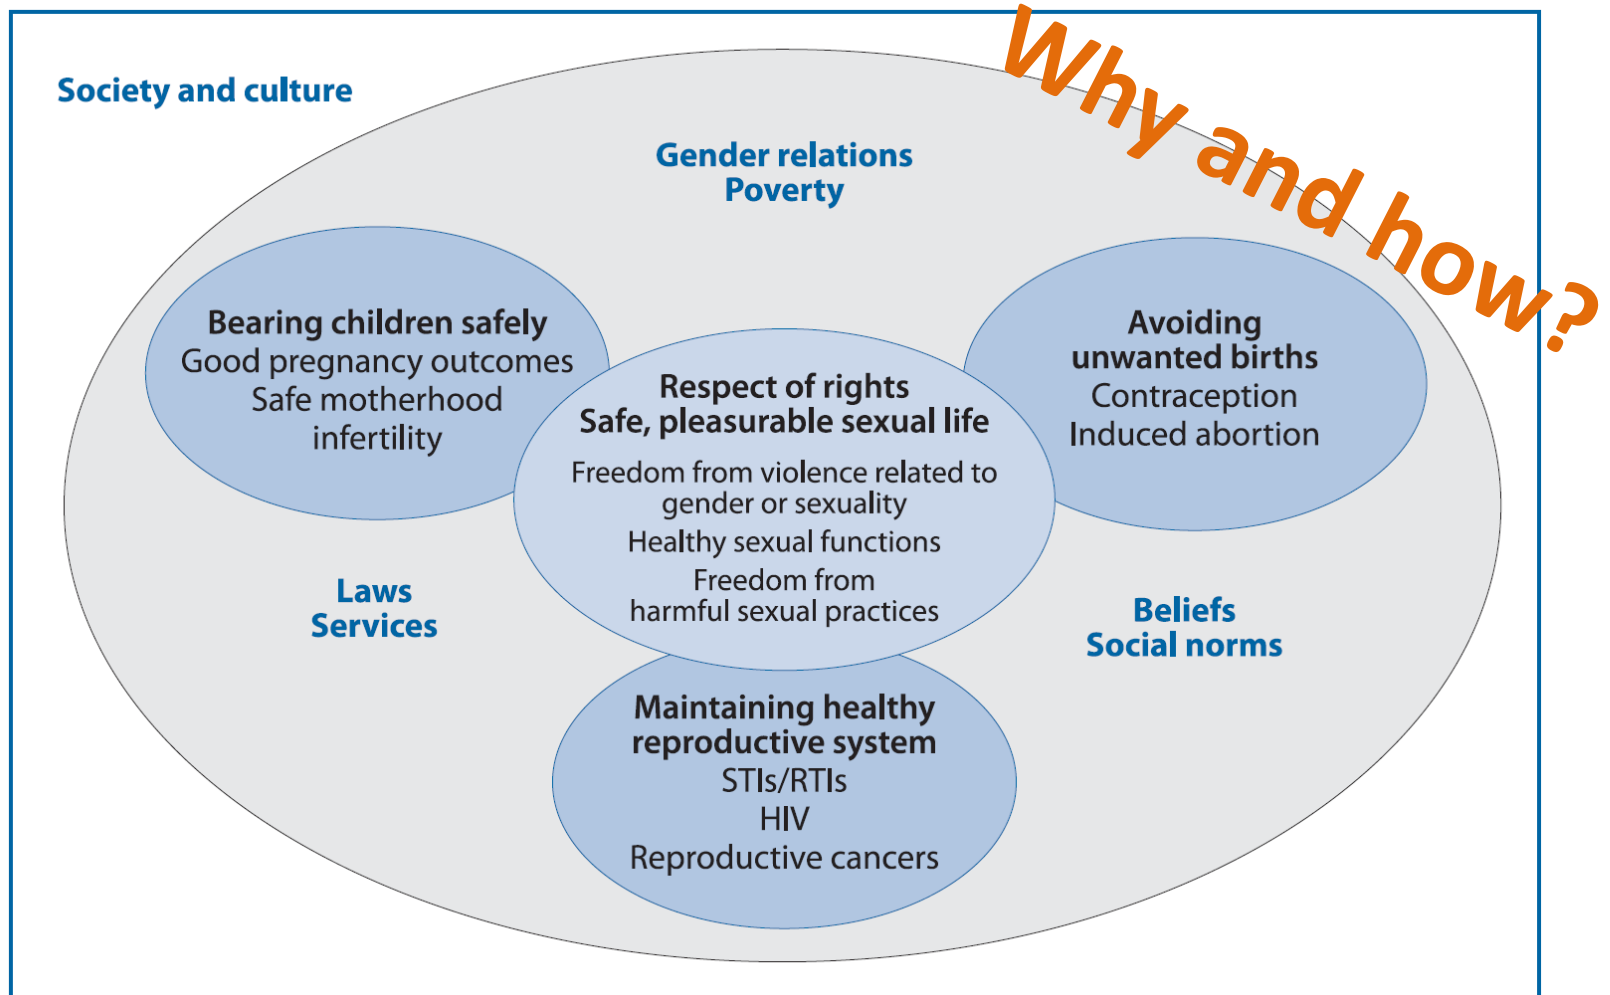 Society and culture
Why and how?
Gender relations
Poverty
Bearing children safely
Good pregnancy outcomes
Safe motherhood
infertility
Respect of rights
Safe, pleasurable sexual life
Freedom from violence related to
gender or sexuality
Healthy sexual functions
Freedom from
harmful sexual practices
Avoiding
unwanted births
Contraception
Induced abortion
Laws
Services
Beliefs
Social norms
Maintaining healthy
reproductive system
STIs/RTIs
HIV
Reproductive cancers